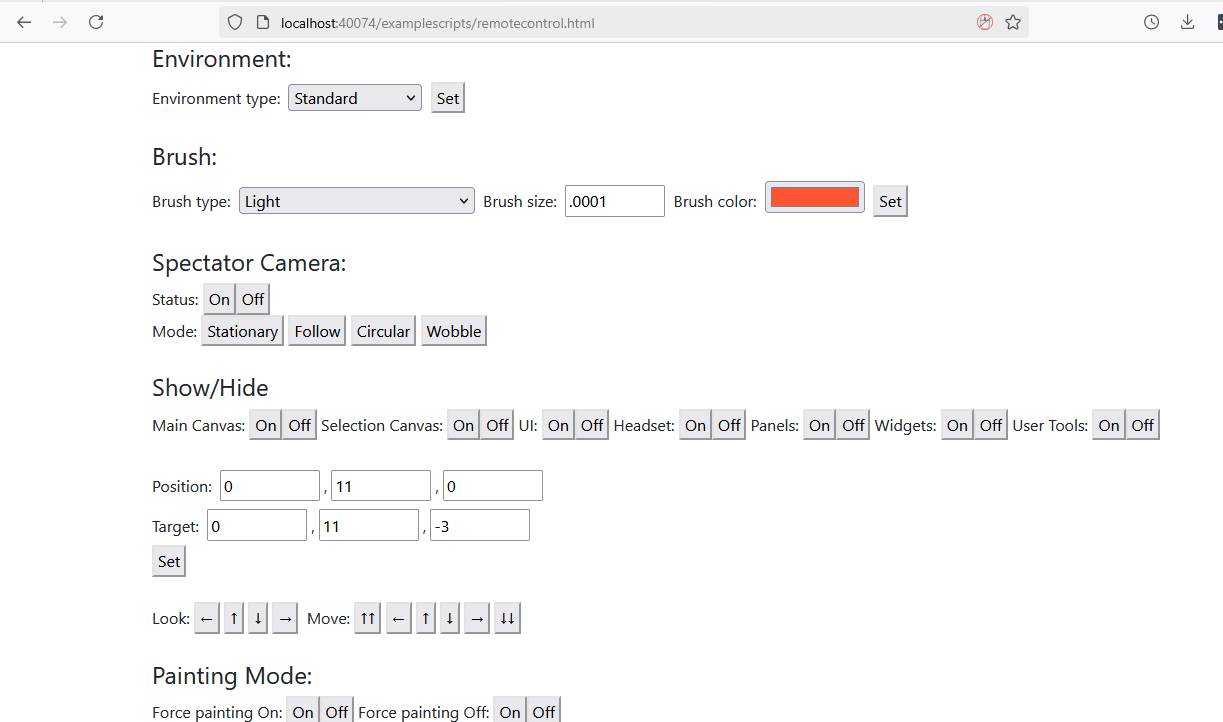 localhost:40074/examplescripts/remotecontrol.html
Environment:
Environment type: Standard Set
Brush:
Brush type: Light Brush size: .0001 Brush color: Set
Spectator Camera:
Status: On Off
Mode: Stationary Follow Circular Wobble
Show/Hide
Main Canvas: On Off Selection Canvas: On Off UI: On Off Headset: On Off Panels: On Off Widgets: On Off User Tools: On Off
Position: 0 , 11 , 0
Target: 0 , 11 , -3
Set
Look: ← ↑ ↓ → Move: ↑↑ ← ↑ ↓ → ↓↓
Painting Mode:
Force painting On: On Off Force painting Off: On Off